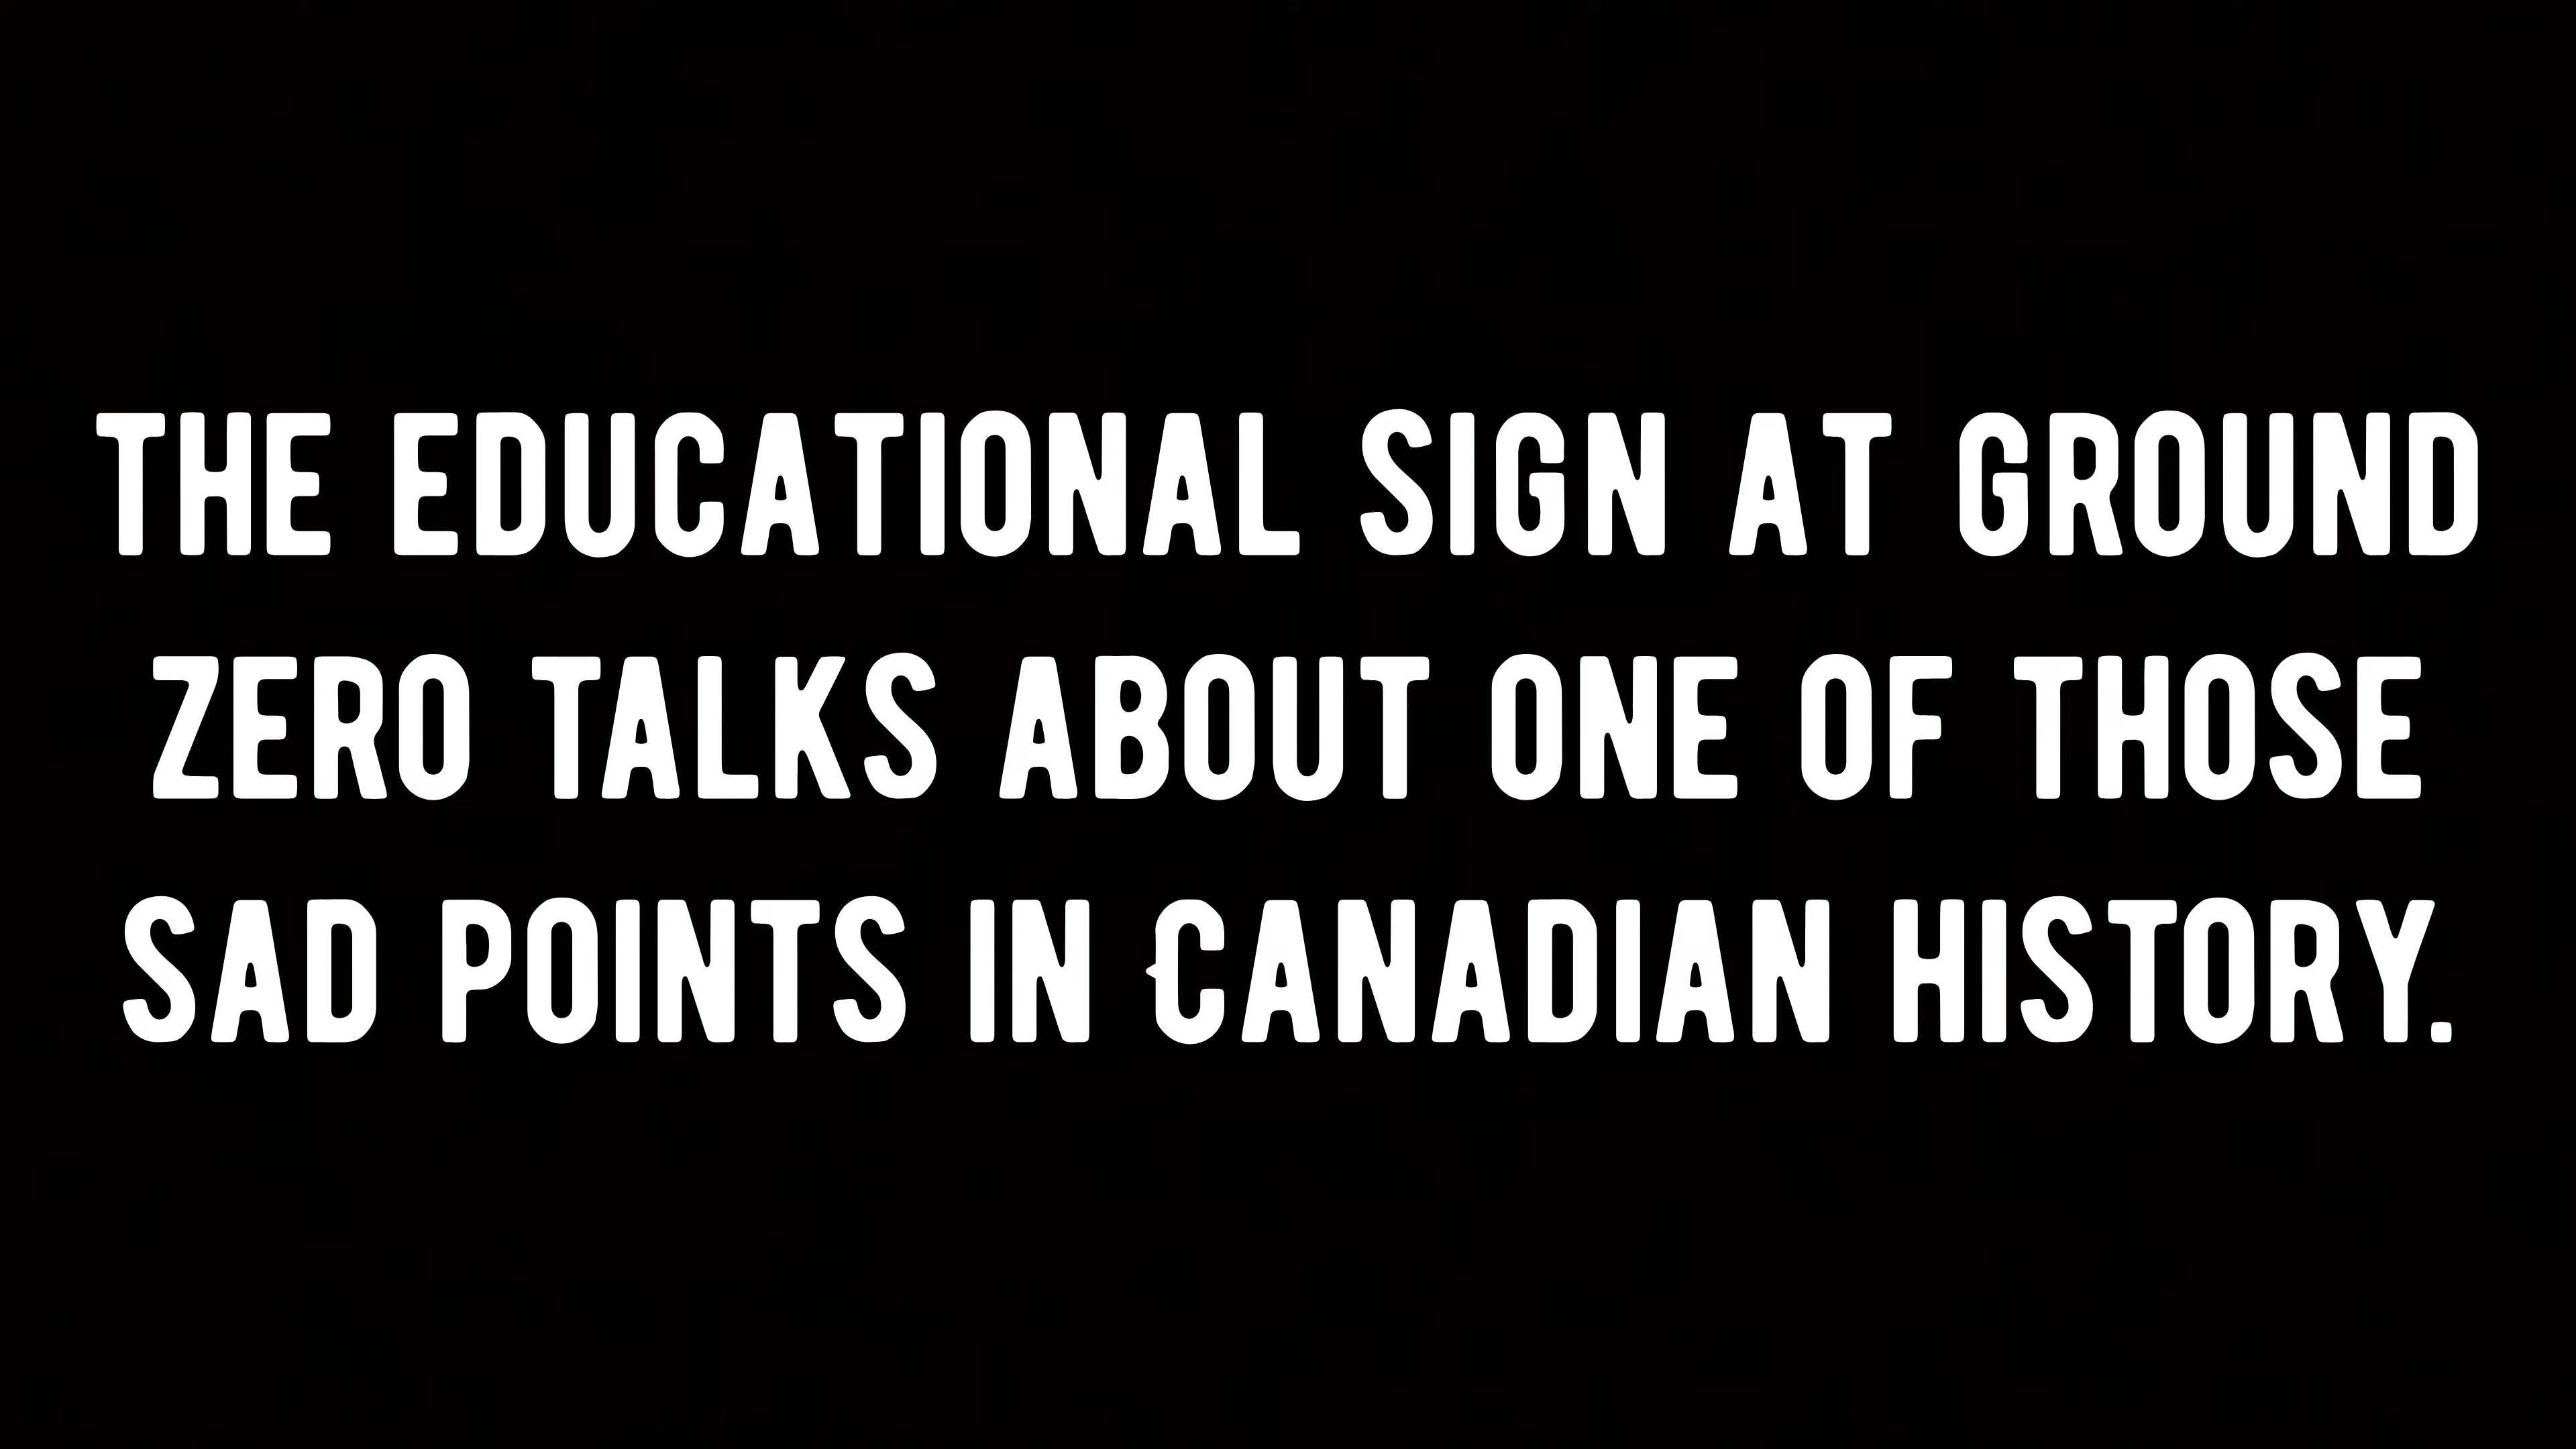 THE EDUCATIONAL SIGN AT GROUND
ZERO TALKS ABOUT ONE OF THOSE
SAD POINTS IN CANADIAN HISTORY.